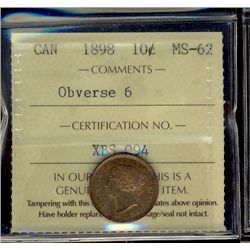 CAN 1898 10¢ MS-62
— COMMENTS —
Obverse 6
— CERTIFICATION NO. —
XBS 094
IN OUR THIS IS A
GENU ITEM.
Tampering with this ates above opinion.
Have holder replac age/seal not intact.